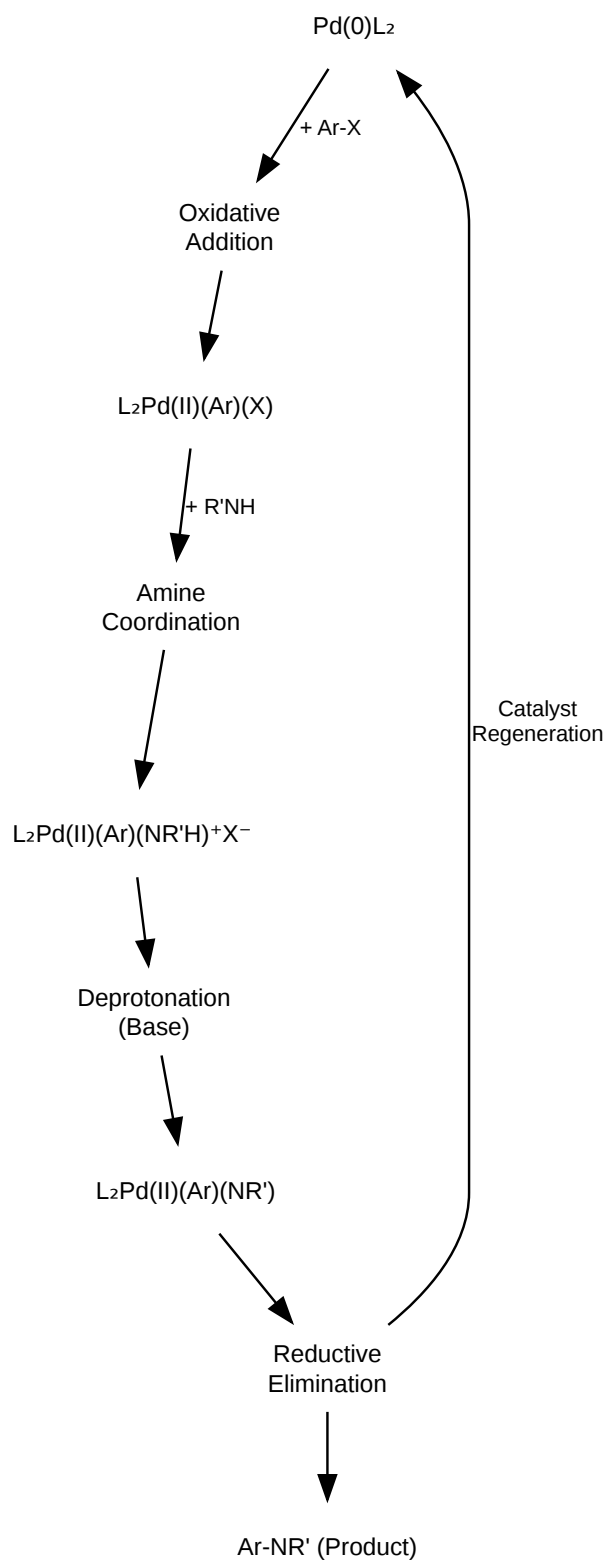 Pd(0)L₂
+ Ar-X
Oxidative
Addition
L₂Pd(II)(Ar)(X)
+ R'NH
Amine
Coordination
Catalyst
Regeneration
L₂Pd(II)(Ar)(NR'H)⁺X⁻
Deprotonation
(Base)
L₂Pd(II)(Ar)(NR')
Reductive
Elimination
Ar-NR' (Product)